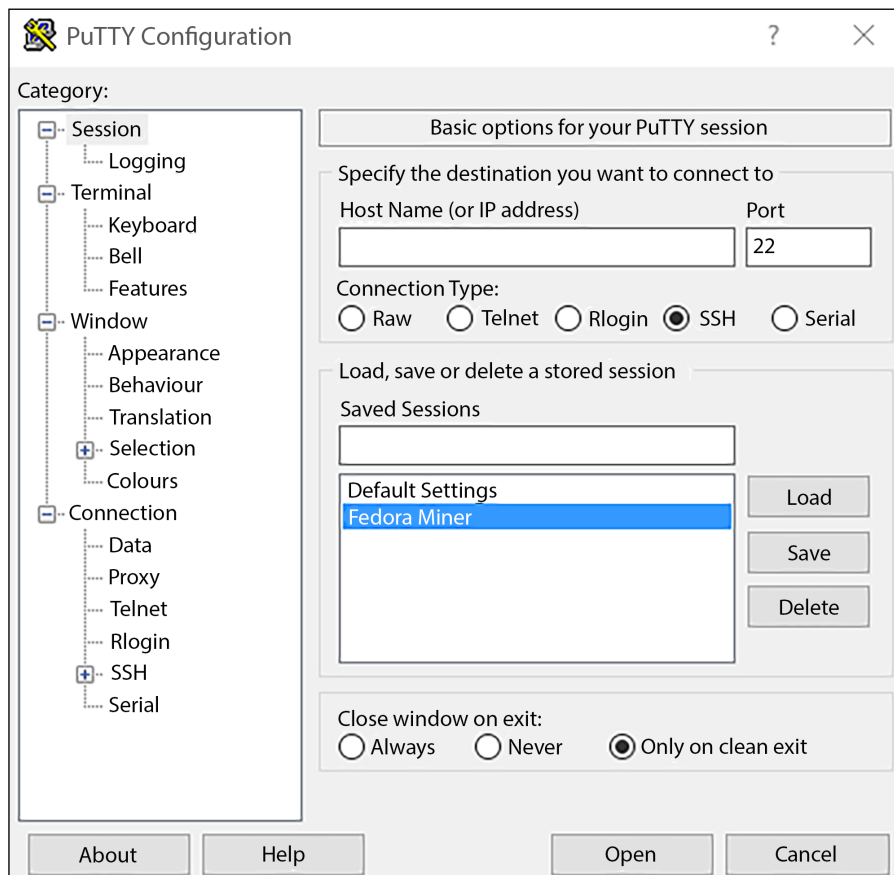 PuTTY Configuration
?
Category:
Session
Logging
Terminal
Keyboard
Bell
Features
Window
Appearance
Behaviour
Translation
Selection
Colours
Connection
Data
Proxy
Telnet
Rlogin
SSH
Serial
Basic options for your PuTTY session
Specify the destination you want to connect to
Host Name (or IP address) Port
22
Connection Type:
Raw Telnet Rlogin SSH Serial
Load, save or delete a stored session
Saved Sessions
Default Settings
Fedora Miner
Load
Save
Delete
Close window on exit:
Always Never Only on clean exit
About Help Open Cancel